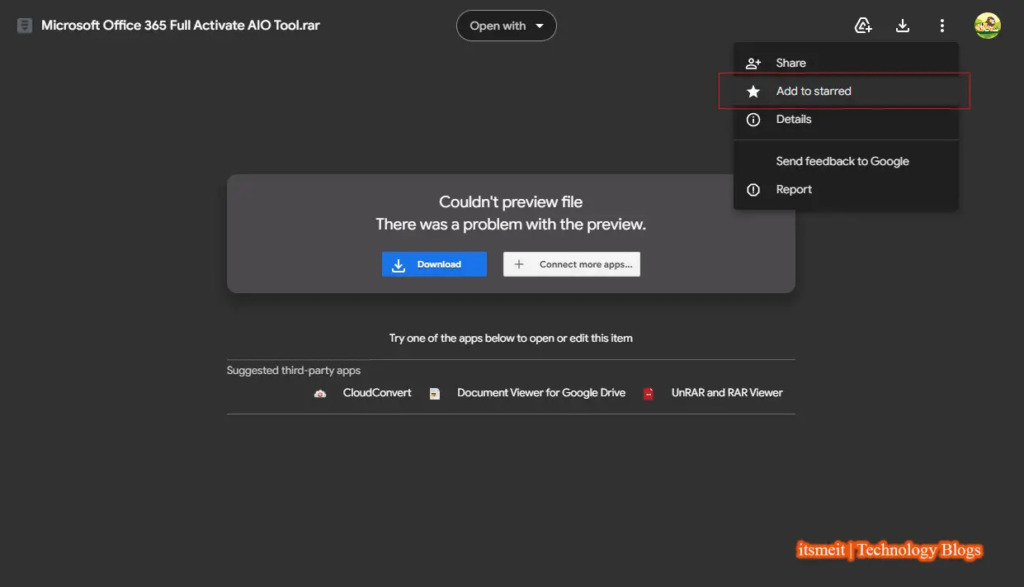 Microsoft Office 365 Full Activate AIO Tool.rar
Open with
Share
Add to starred
Details
Send feedback to Google
Report
Couldn't preview file
There was a problem with the preview.
Download
Connect more apps...
Try one of the apps below to open or edit this item
Suggested third-party apps
CloudConvert
Document Viewer for Google Drive
UnRAR and RAR Viewer
itsmeit | Technology Blogs